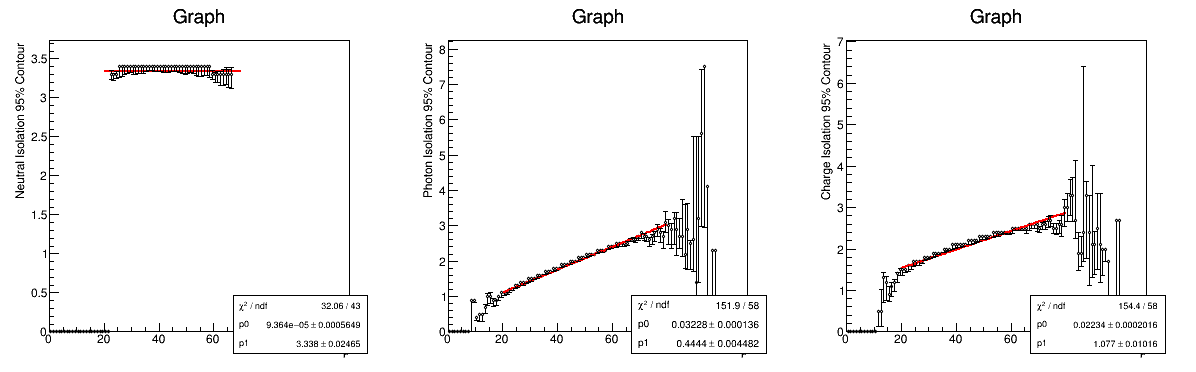 Graph
Neutral Isolation 95% Contour
3.5
3
2.5
2
1.5
1
0.5
0
0 20 40 60
χ² / ndf 32.06 / 43
p0 9.364e−05 ± 0.0005649
p1 3.338 ± 0.02465
Graph
Photon Isolation 95% Contour
8
7
6
5
4
3
2
1
0
0 20 40 60
χ² / ndf 151.9 / 58
p0 0.03228 ± 0.000136
p1 0.4444 ± 0.004482
Graph
Charge Isolation 95% Contour
7
6
5
4
3
2
1
0
0 20 40 60
χ² / ndf 154.4 / 58
p0 0.02234 ± 0.0002016
p1 1.077 ± 0.01016